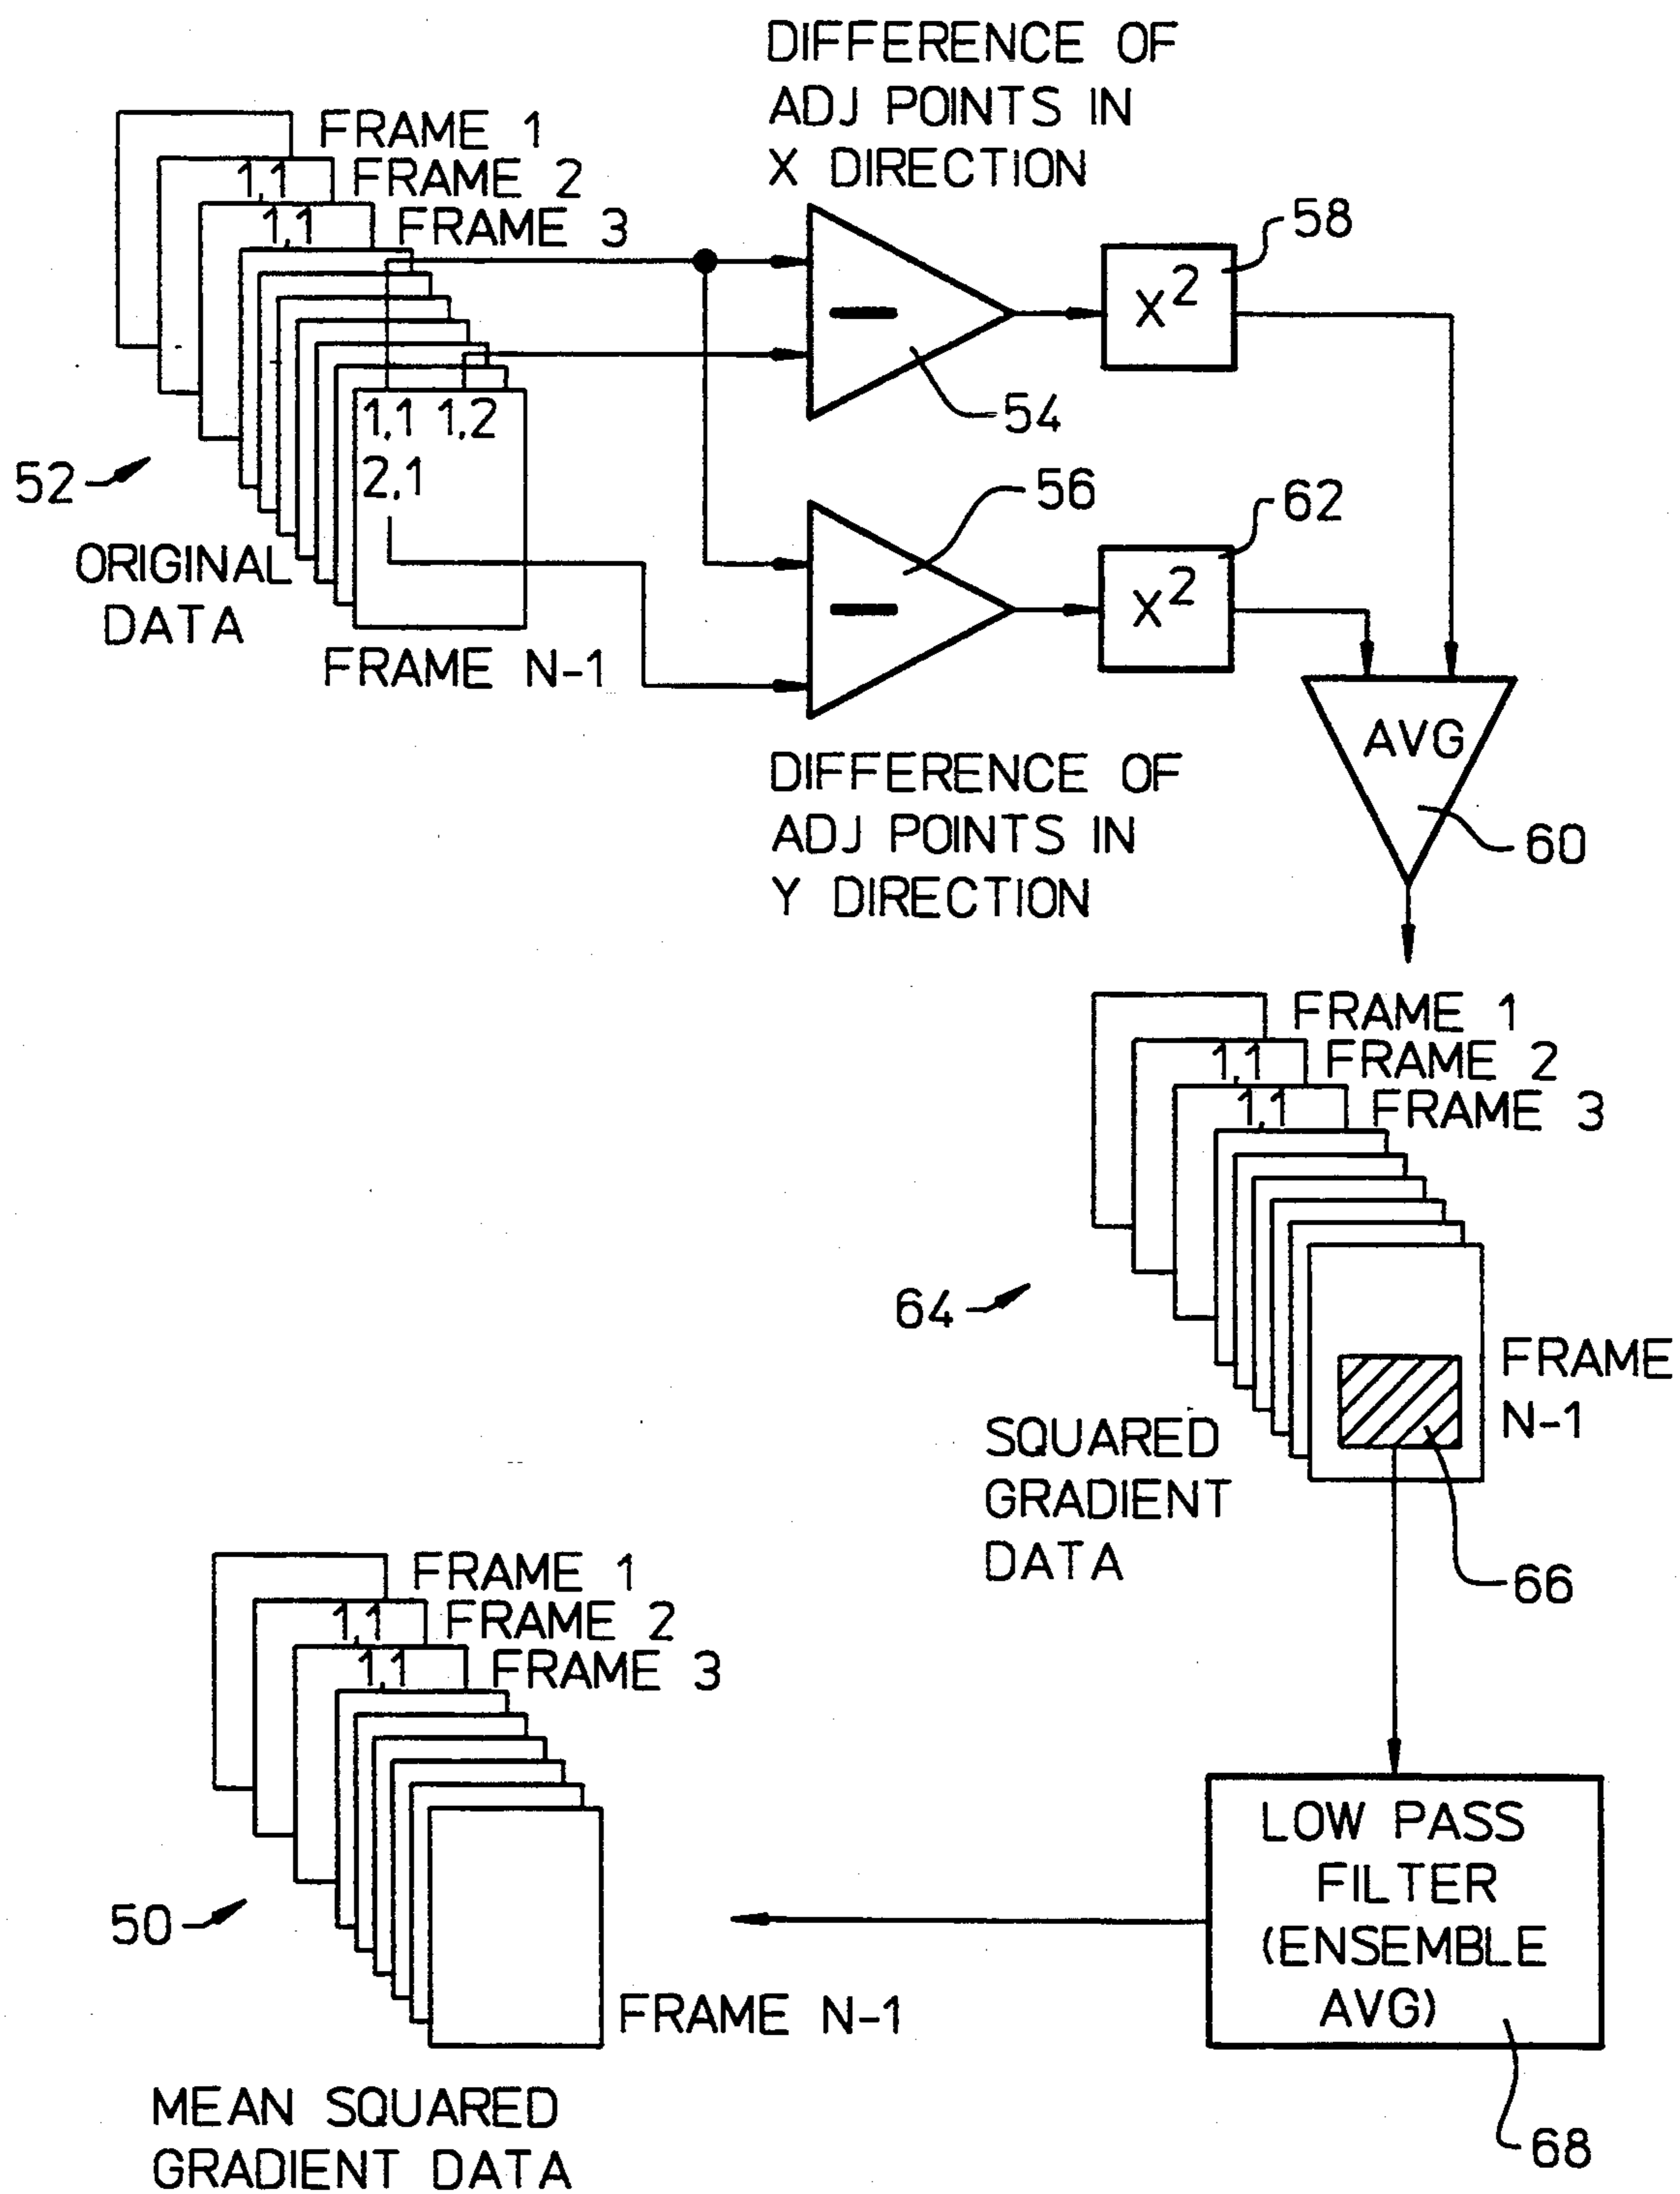 DIFFERENCE OF
ADJ POINTS IN
X DIRECTION
FRAME 1
1,1 FRAME 2
1,1 FRAME 3
58
X²
54
1,1 1,2
2,1
52
ORIGINAL
DATA
FRAME N-1
56
62
X²
AVG
60
DIFFERENCE OF
ADJ POINTS IN
Y DIRECTION
FRAME 1
1,1 FRAME 2
1,1 FRAME 3
64
FRAME
N-1
SQUARED
GRADIENT
DATA
66
FRAME 1
1,1 FRAME 2
1,1 FRAME 3
50
FRAME N-1
MEAN SQUARED
GRADIENT DATA
LOW PASS
FILTER
(ENSEMBLE
AVG)
68